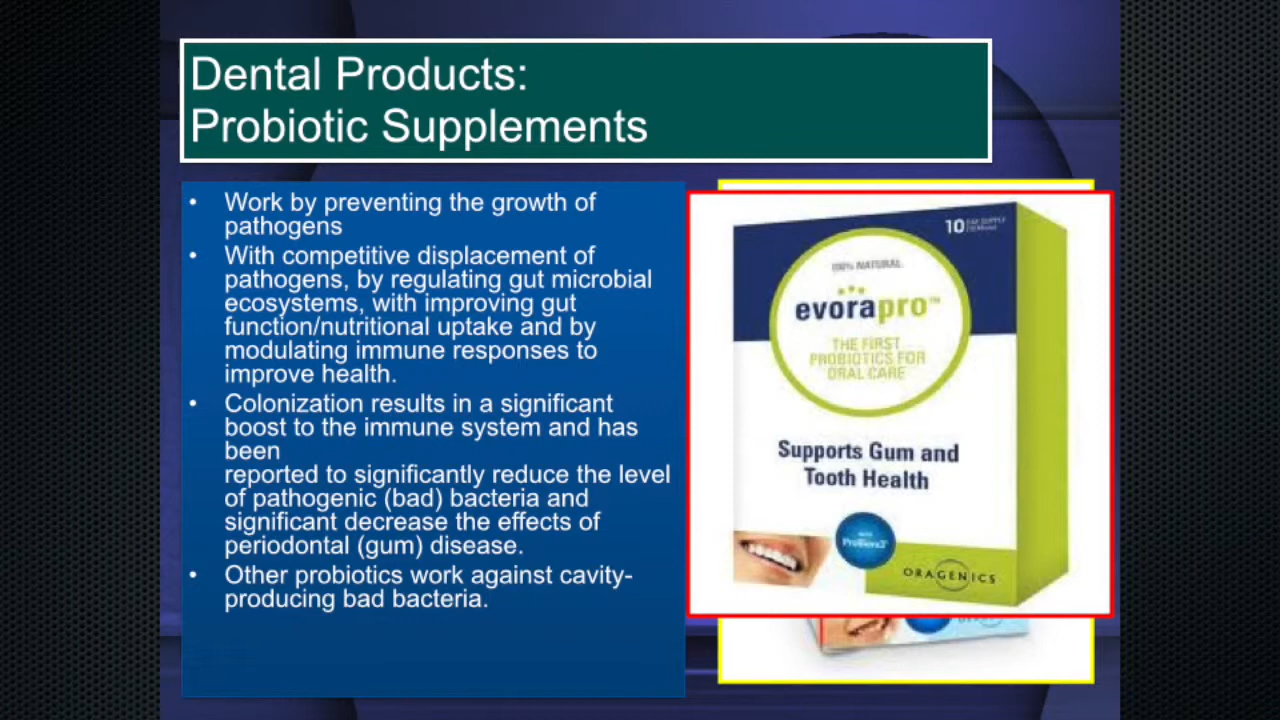 Dental Products:
Probiotic Supplements
• Work by preventing the growth of
pathogens
• With competitive displacement of
pathogens, by regulating gut microbial
ecosystems, with improving gut
function/nutritional uptake and by
modulating immune responses to
improve health.
• Colonization results in a significant
boost to the immune system and has
been
reported to significantly reduce the level
of pathogenic (bad) bacteria and
significant decrease the effects of
periodontal (gum) disease.
• Other probiotics work against cavity-
producing bad bacteria.
10
100% NATURAL
evorapro™
THE FIRST
PROBIOTICS FOR
ORAL CARE
Supports Gum and
Tooth Health
ProBiora3
ORAGENICS